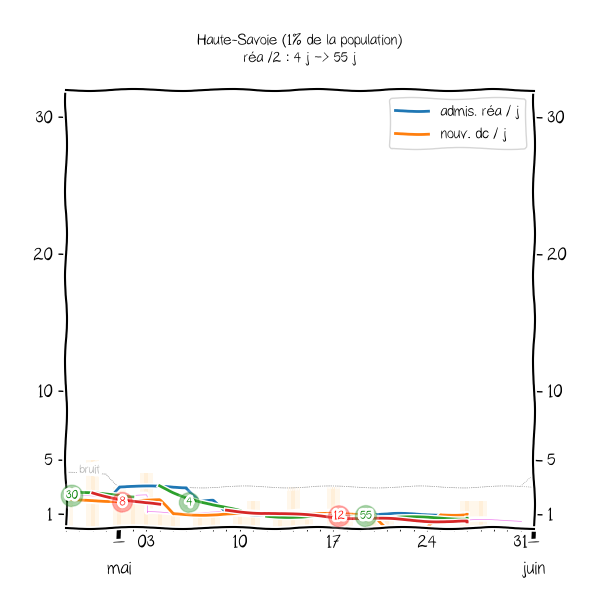 Haute-Savoie (1% de la population)
réa /2 : 4 j -> 55 j
admis. réa / j
nouv. dc / j
30
30
20
20
10
10
5
5
bruit
30
8
4
12
55
1
1
03
10
17
24
31
mai
juin